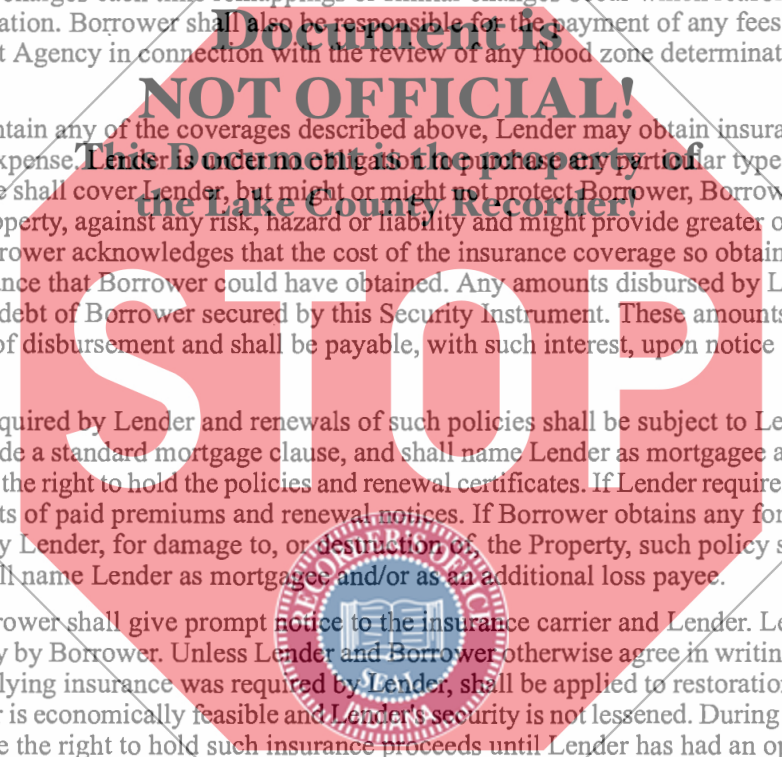 ation. Borrower shall also be responsible for the payment of any fees
Document is
t Agency in connection with the review of any flood zone determinat
NOT OFFICIAL!
ntain any of the coverages described above, Lender may obtain insura
This Document is the property of
xpense. Lender is under no obligation to purchase any particular type
e shall cover Lender, but might or might not protect Borrower, Borrow
the Lake County Recorder!
operty, against any risk, hazard or liability and might provide greater o
rower acknowledges that the cost of the insurance coverage so obtain
nce that Borrower could have obtained. Any amounts disbursed by L
debt of Borrower secured by this Security Instrument. These amounts
of disbursement and shall be payable, with such interest, upon notice
STOP
quired by Lender and renewals of such policies shall be subject to Le
de a standard mortgage clause, and shall name Lender as mortgagee a
the right to hold the policies and renewal certificates. If Lender require
ts of paid premiums and renewal notices. If Borrower obtains any for
y Lender, for damage to, or destruction of, the Property, such policy s
ll name Lender as mortgagee and/or as an additional loss payee.
RECORDER'S OFFICE
SEAL
INDIANA
rower shall give prompt notice to the insurance carrier and Lender. Le
y by Borrower. Unless Lender and Borrower otherwise agree in writin
lying insurance was required by Lender, shall be applied to restoratio
r is economically feasible and Lender's security is not lessened. During
e the right to hold such insurance proceeds until Lender has had an op